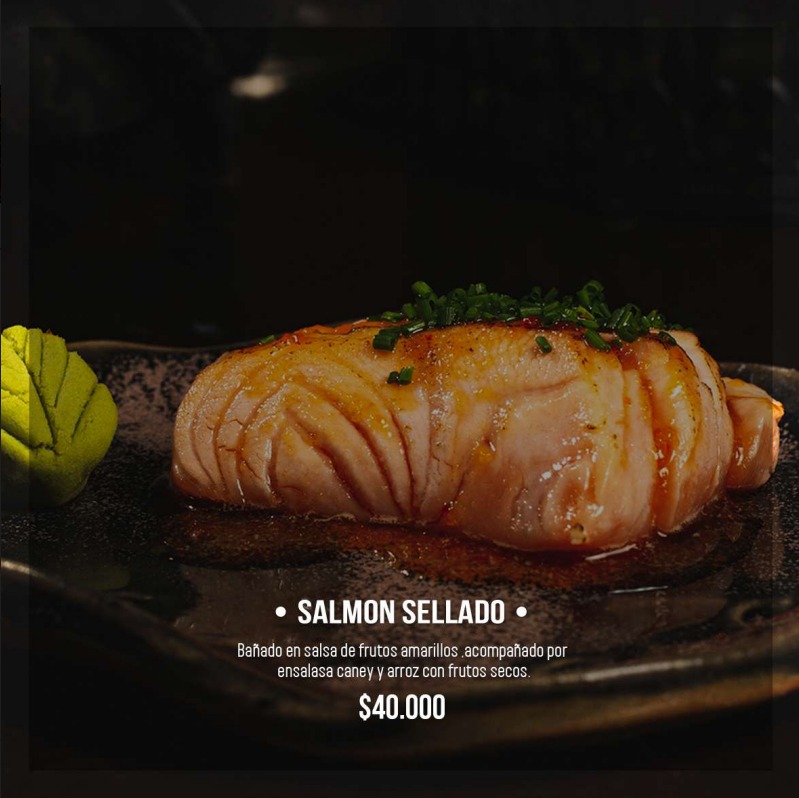 • SALMON SELLADO •
Bañado en salsa de frutos amarillos ,acompañado por
ensalasa caney y arroz con frutos secos.
$40.000